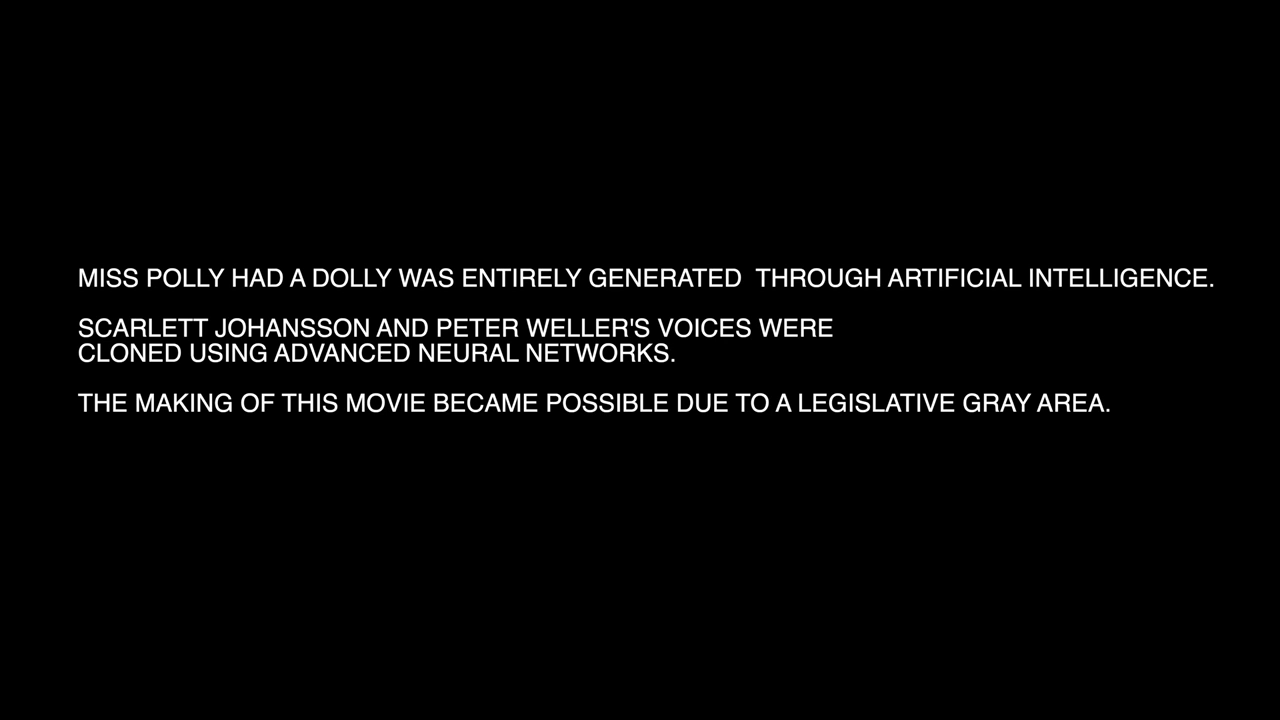 MISS POLLY HAD A DOLLY WAS ENTIRELY GENERATED  THROUGH ARTIFICIAL INTELLIGENCE.
SCARLETT JOHANSSON AND PETER WELLER'S VOICES WERE
CLONED USING ADVANCED NEURAL NETWORKS.
THE MAKING OF THIS MOVIE BECAME POSSIBLE DUE TO A LEGISLATIVE GRAY AREA.